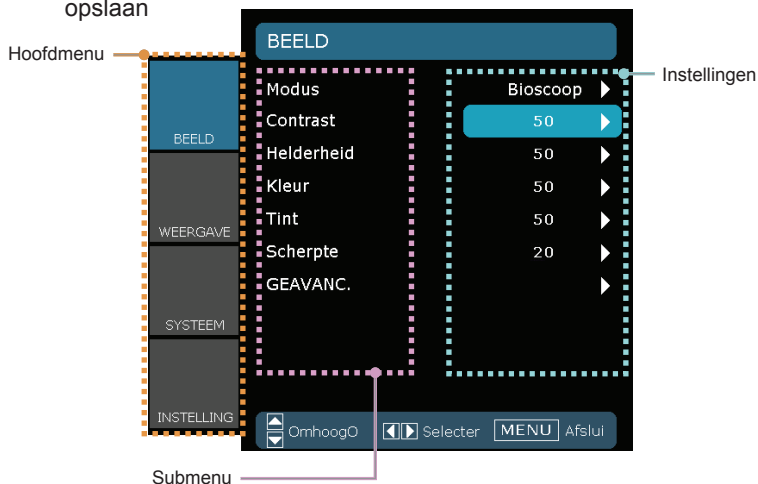 opslaan
Hoofdmenu
BEELD
WEERGAVE
SYSTEEM
INSTELLING
BEELD
Modus Bioscoop
Contrast 50
Helderheid 50
Kleur 50
Tint 50
Scherpte 20
GEAVANC.
OmhoogO Selecter MENU Afslui
Instellingen
Submenu